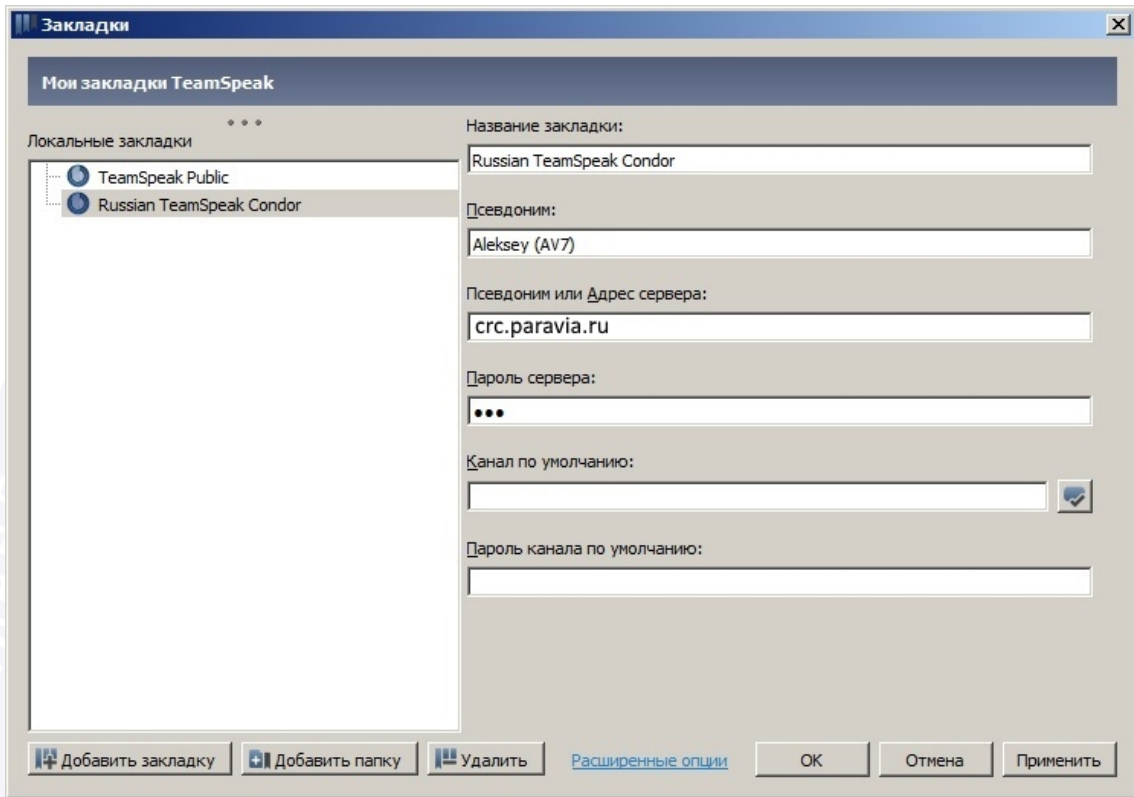 Закладки
Мои закладки TeamSpeak
Локальные закладки
TeamSpeak Public
Russian TeamSpeak Condor
Название закладки:
Russian TeamSpeak Condor
Псевдоним:
Aleksey (AV7)
Псевдоним или Адрес сервера:
crc.paravia.ru
Пароль сервера:
•••
Канал по умолчанию:
Пароль канала по умолчанию:
Добавить закладку
Добавить папку
Удалить
Расширенные опции
OK
Отмена
Применить